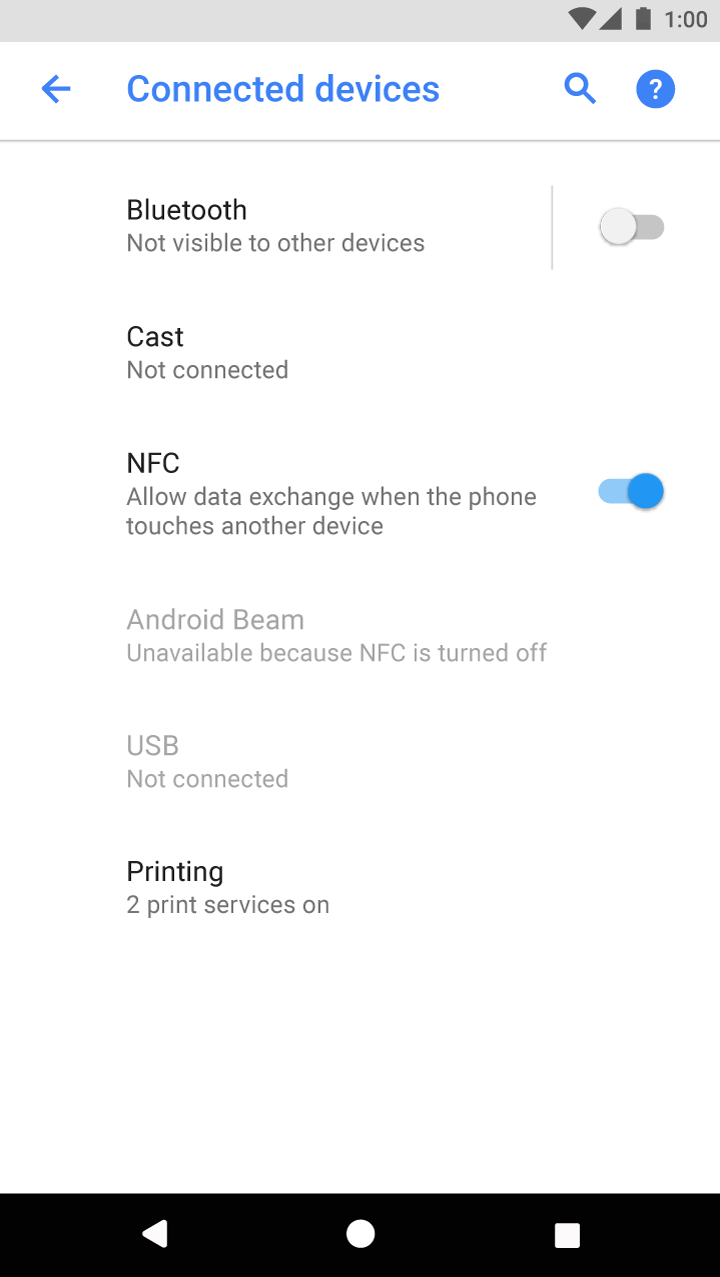 1:00
Connected devices
?
Bluetooth
Not visible to other devices
Cast
Not connected
NFC
Allow data exchange when the phone
touches another device
Android Beam
Unavailable because NFC is turned off
USB
Not connected
Printing
2 print services on